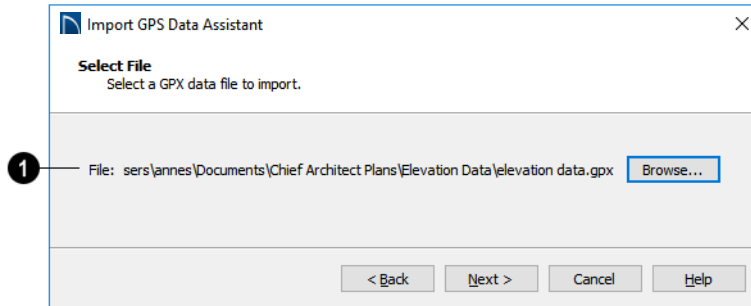 Import GPS Data Assistant
Select File
Select a GPX data file to import.
1 File: sers\annes\Documents\Chief Architect Plans\Elevation Data\elevation data.gpx Browse...
< Back Next > Cancel Help